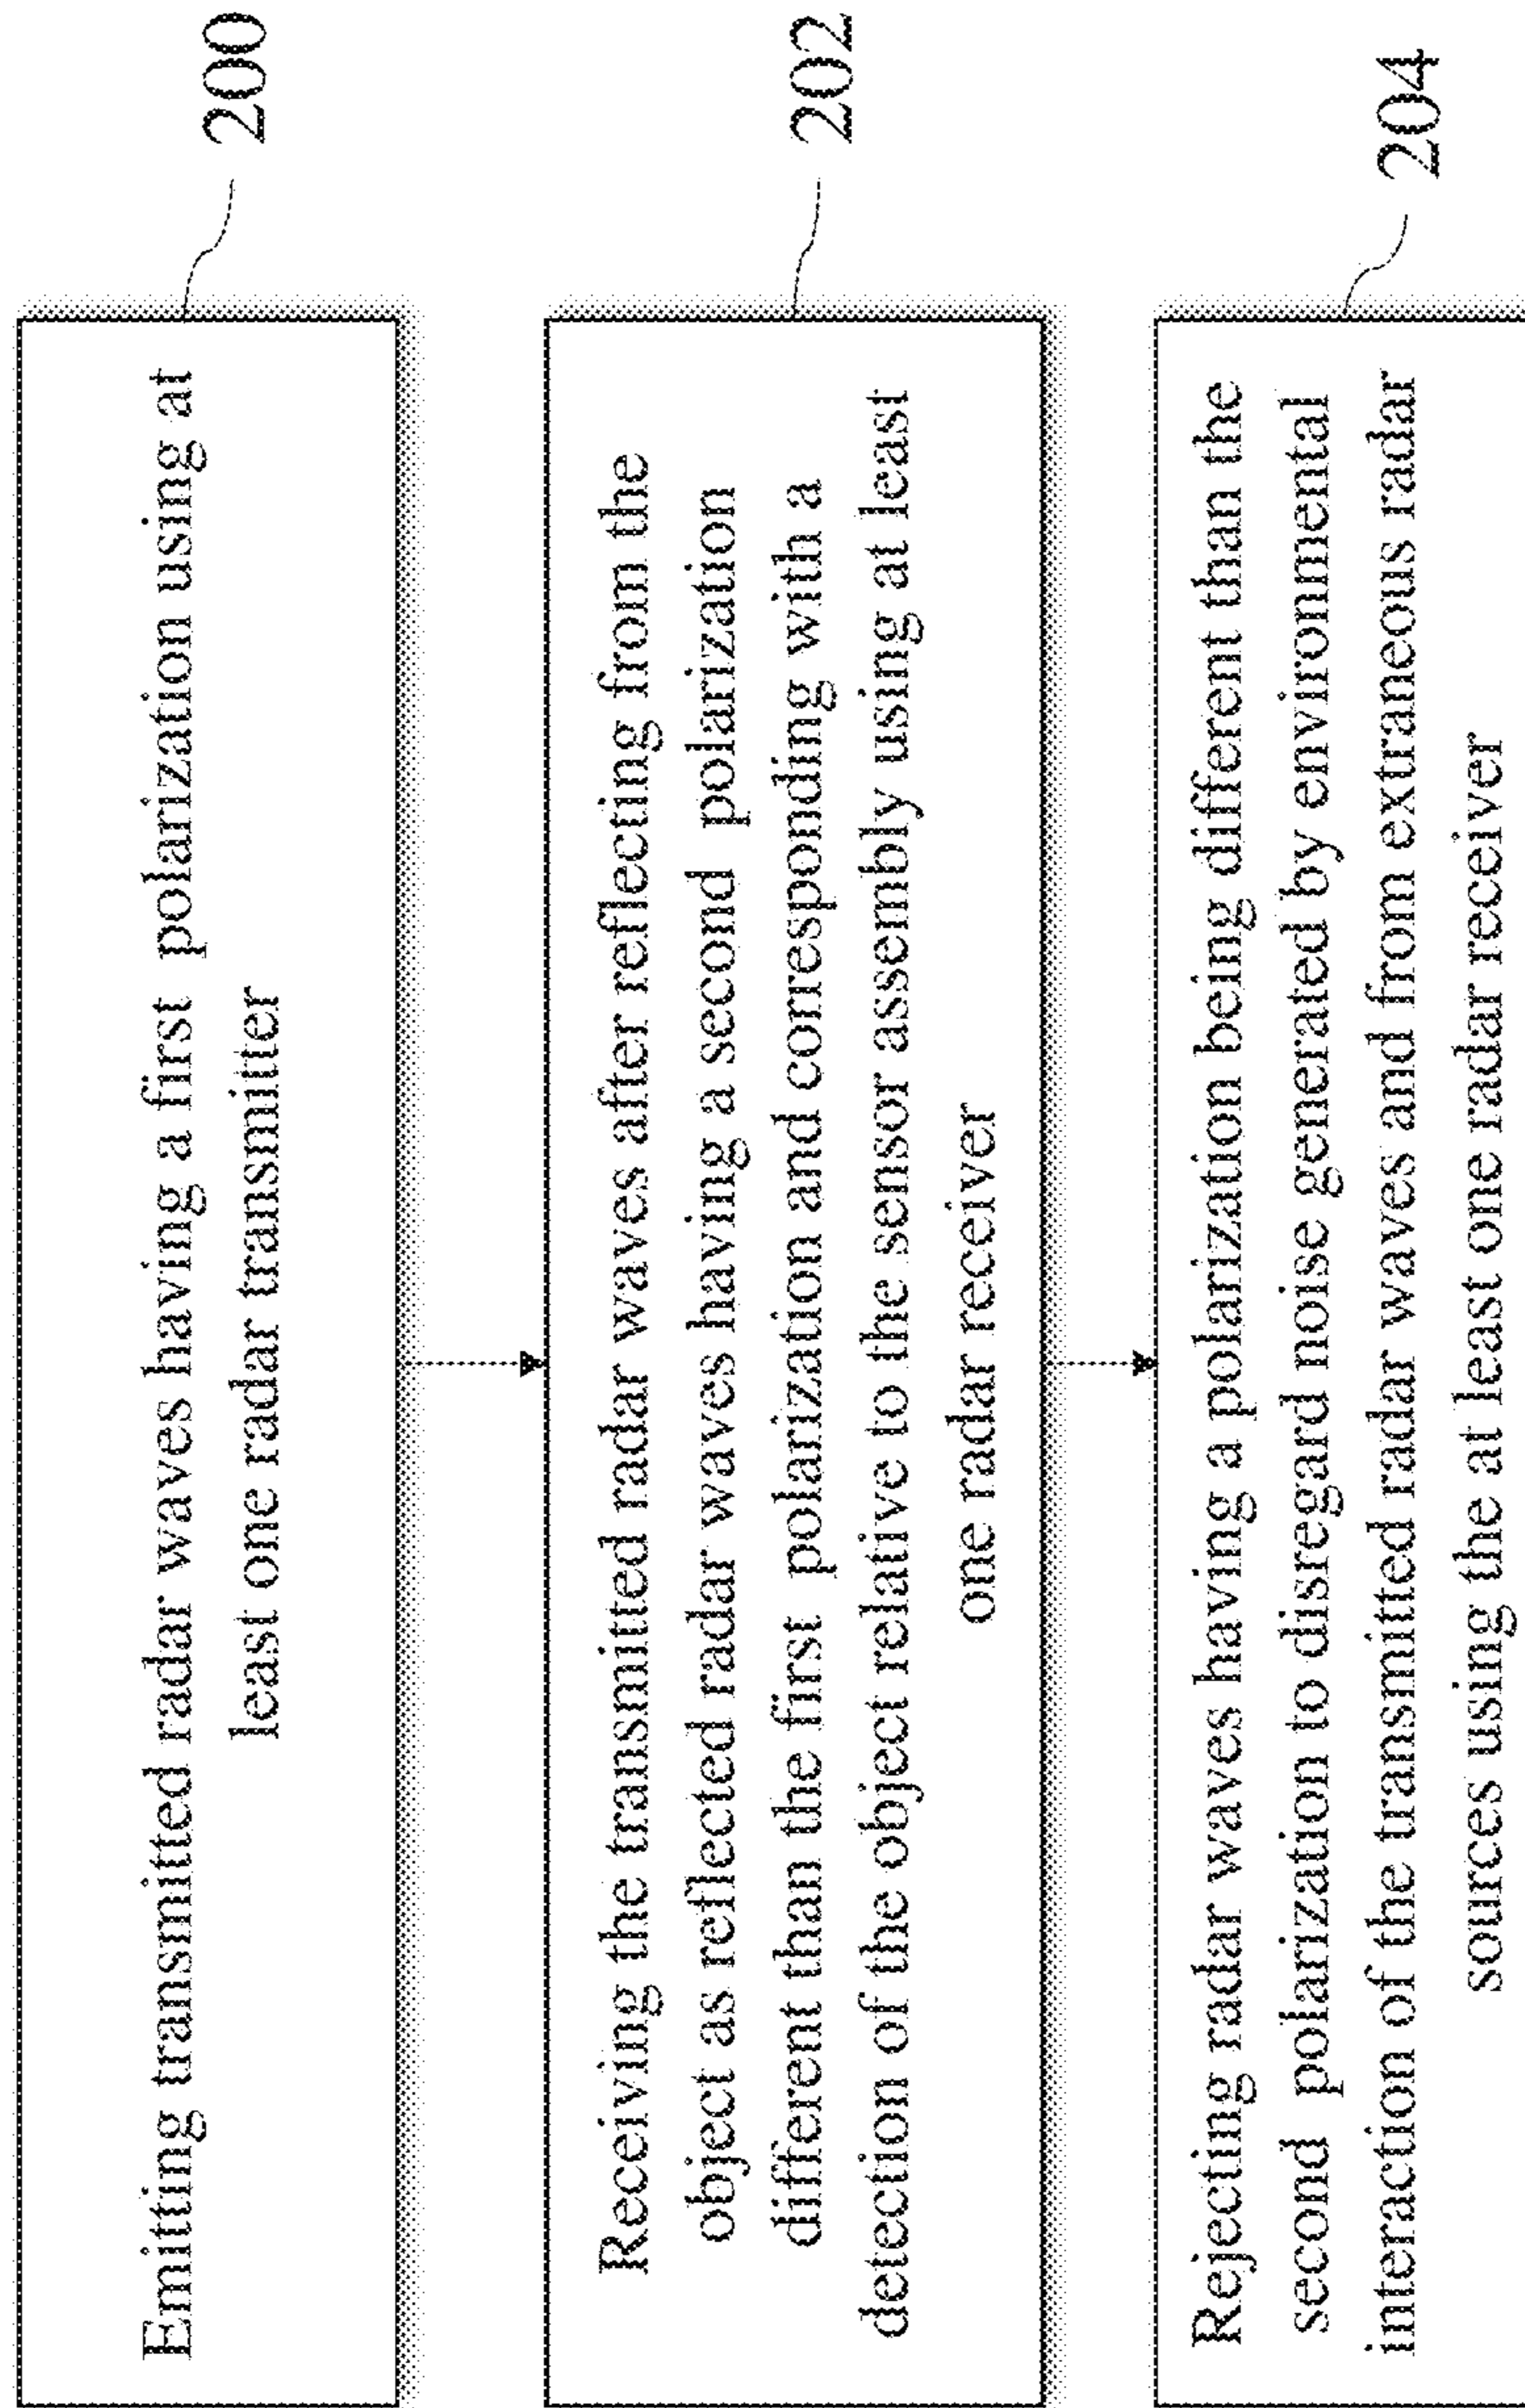 Emitting transmitted radar waves having a first polarization using at
least one radar transmitter
200
Receiving the transmitted radar waves after reflecting from the
object as reflected radar waves having a second polarization
different than the first polarization and corresponding with a
detection of the object relative to the sensor assembly using at least
one radar receiver
202
Rejecting radar waves having a polarization being different than the
second polarization to disregard noise generated by environmental
interaction of the transmitted radar waves and from extraneous radar
sources using the at least one radar receiver
204